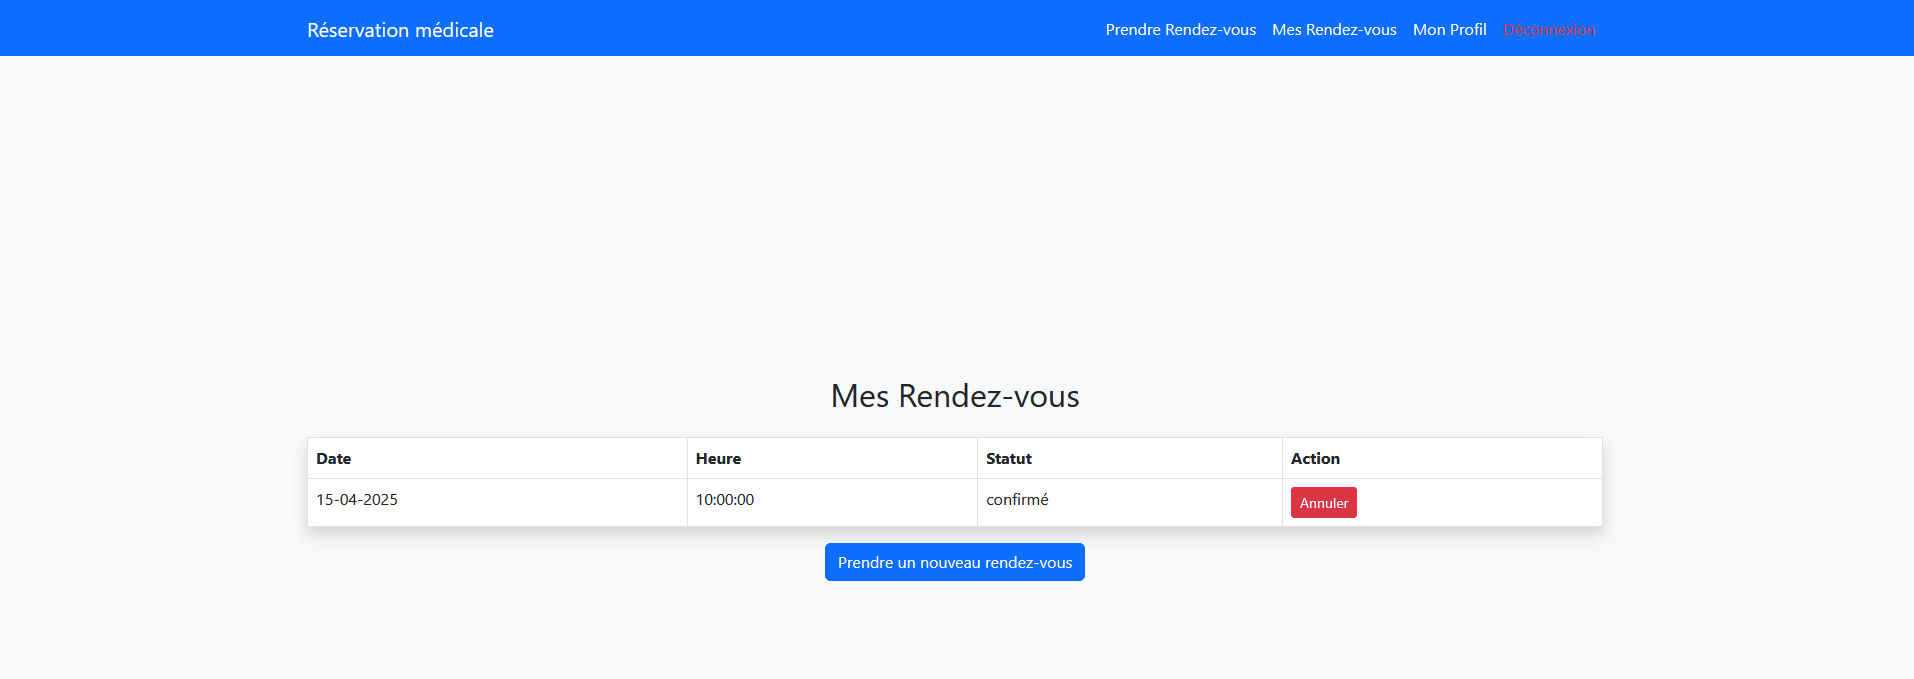 Réservation médicale
Prendre Rendez-vous Mes Rendez-vous Mon Profil Déconnexion
Mes Rendez-vous
Date Heure Statut Action
15-04-2025 10:00:00 confirmé Annuler
Prendre un nouveau rendez-vous